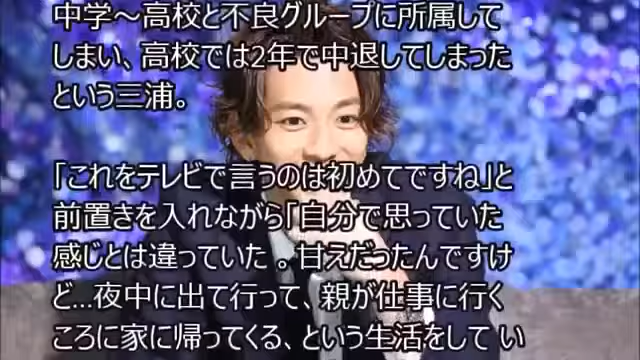 中学~高校と不良グループに所属して
しまい、高校では2年で中退してしまった
という三浦。
「これをテレビで言うのは初めてですね」と
前置きを入れながら「自分で思っていた
感じとは違っていた 。甘えだったんですけ
ど...夜中に出て行って、親が仕事に行く
ころに家に帰ってくる、という生活をして い